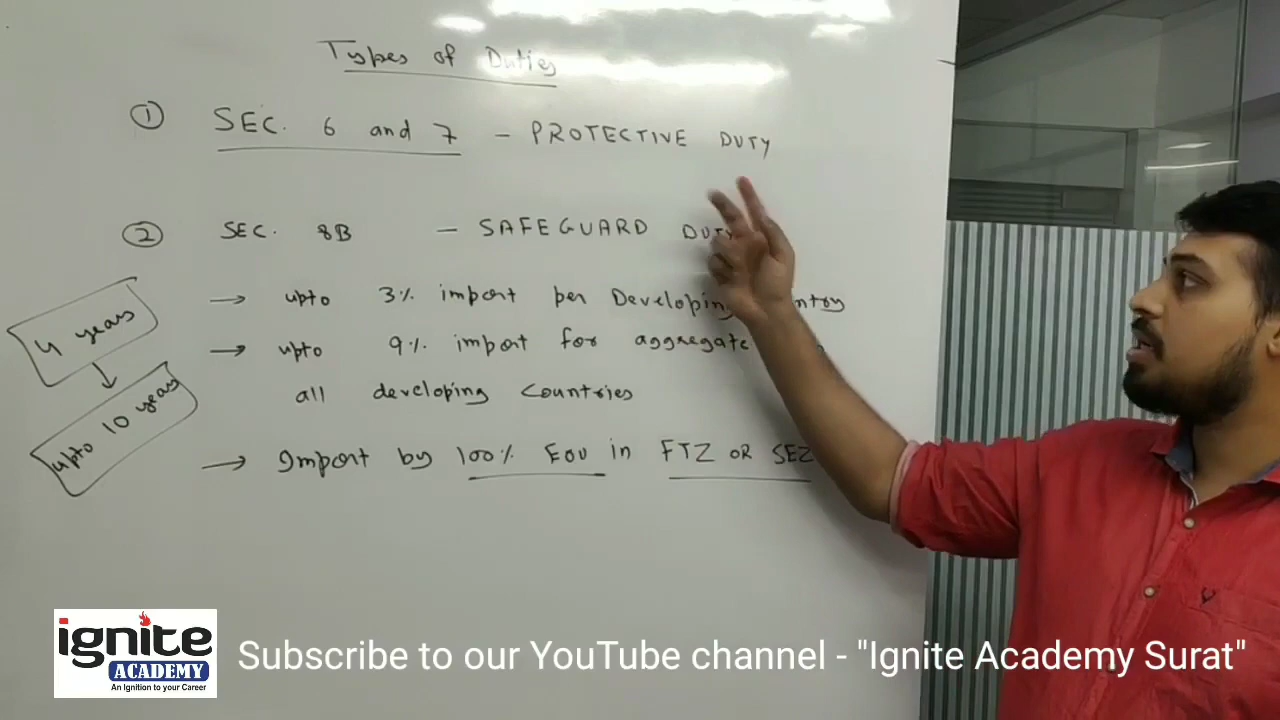 Types of Duties
① SEC. 6 and 7 - PROTECTIVE DUTY
② SEC. 8B - SAFEGUARD DUTY
→ upto 3% import per Developing ntry
→ upto 9% import for aggregate
all developing Countries
→ Import by 100% EOU in FTZ OR SEZ
4 years
upto 10 years
ignite
ACADEMY
An Ignition to your Career
Subscribe to our YouTube channel - "Ignite Academy Surat"